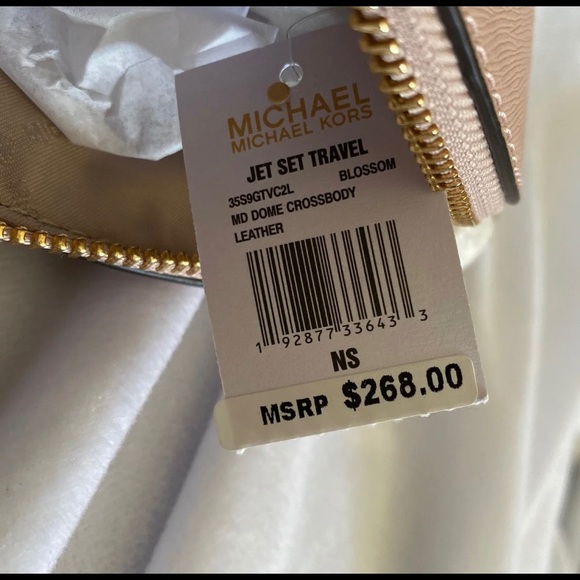 MICHAEL
MICHAEL KORS
JET SET TRAVEL
35S9GTVC2L BLOSSOM
MD DOME CROSSBODY
LEATHER
1 92877 33643 3
NS
MSRP $268.00